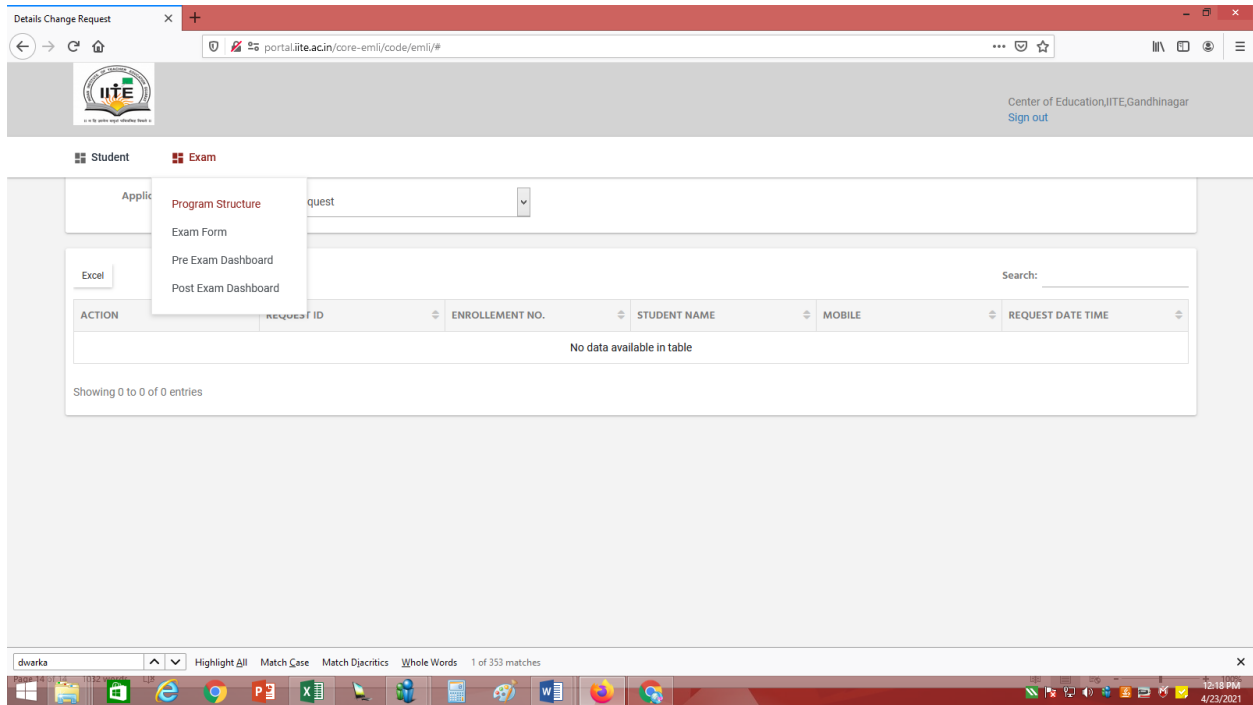 Details Change Request
portal.iite.ac.in/core-emli/code/emli/#
IITE
Center of Education,IITE,Gandhinagar
Sign out
Student Exam
Applic
quest
Program Structure
Exam Form
Pre Exam Dashboard
Post Exam Dashboard
Excel
Search:
ACTION REQUEST ID ENROLLEMENT NO. STUDENT NAME MOBILE REQUEST DATE TIME
No data available in table
Showing 0 to 0 of 0 entries
dwarka Highlight All Match Case Match Diacritics Whole Words 1 of 353 matches
12:18 PM
4/23/2021